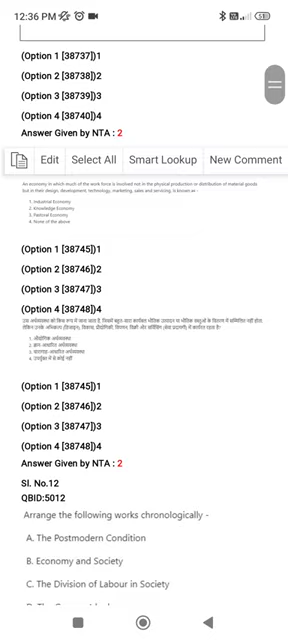 12:36 PM
(Option 1 [38737])1
(Option 2 [38738])2
(Option 3 [38739])3
(Option 4 [38740])4
Answer Given by NTA : 2
Edit Select All Smart Lookup New Comment
An economy in which much of the work force is involved not in the physical production or distribution of material goods
but in their design, development, technology, marketing, sales and servicing, is known as -
1. Industrial Economy
2. Knowledge Economy
3. Pastoral Economy
4. None of the above
(Option 1 [38745])1
(Option 2 [38746])2
(Option 3 [38747])3
(Option 4 [38748])4
1. औद्योगिक अर्थव्यवस्था
2. ज्ञान-आधारित अर्थव्यवस्था
3. चारागाह-आधारित अर्थव्यवस्था
4. उपर्युक्त में से कोई नहीं
(Option 1 [38745])1
(Option 2 [38746])2
(Option 3 [38747])3
(Option 4 [38748])4
Answer Given by NTA : 2
Sl. No.12
QBID:5012
Arrange the following works chronologically -
A. The Postmodern Condition
B. Economy and Society
C. The Division of Labour in Society